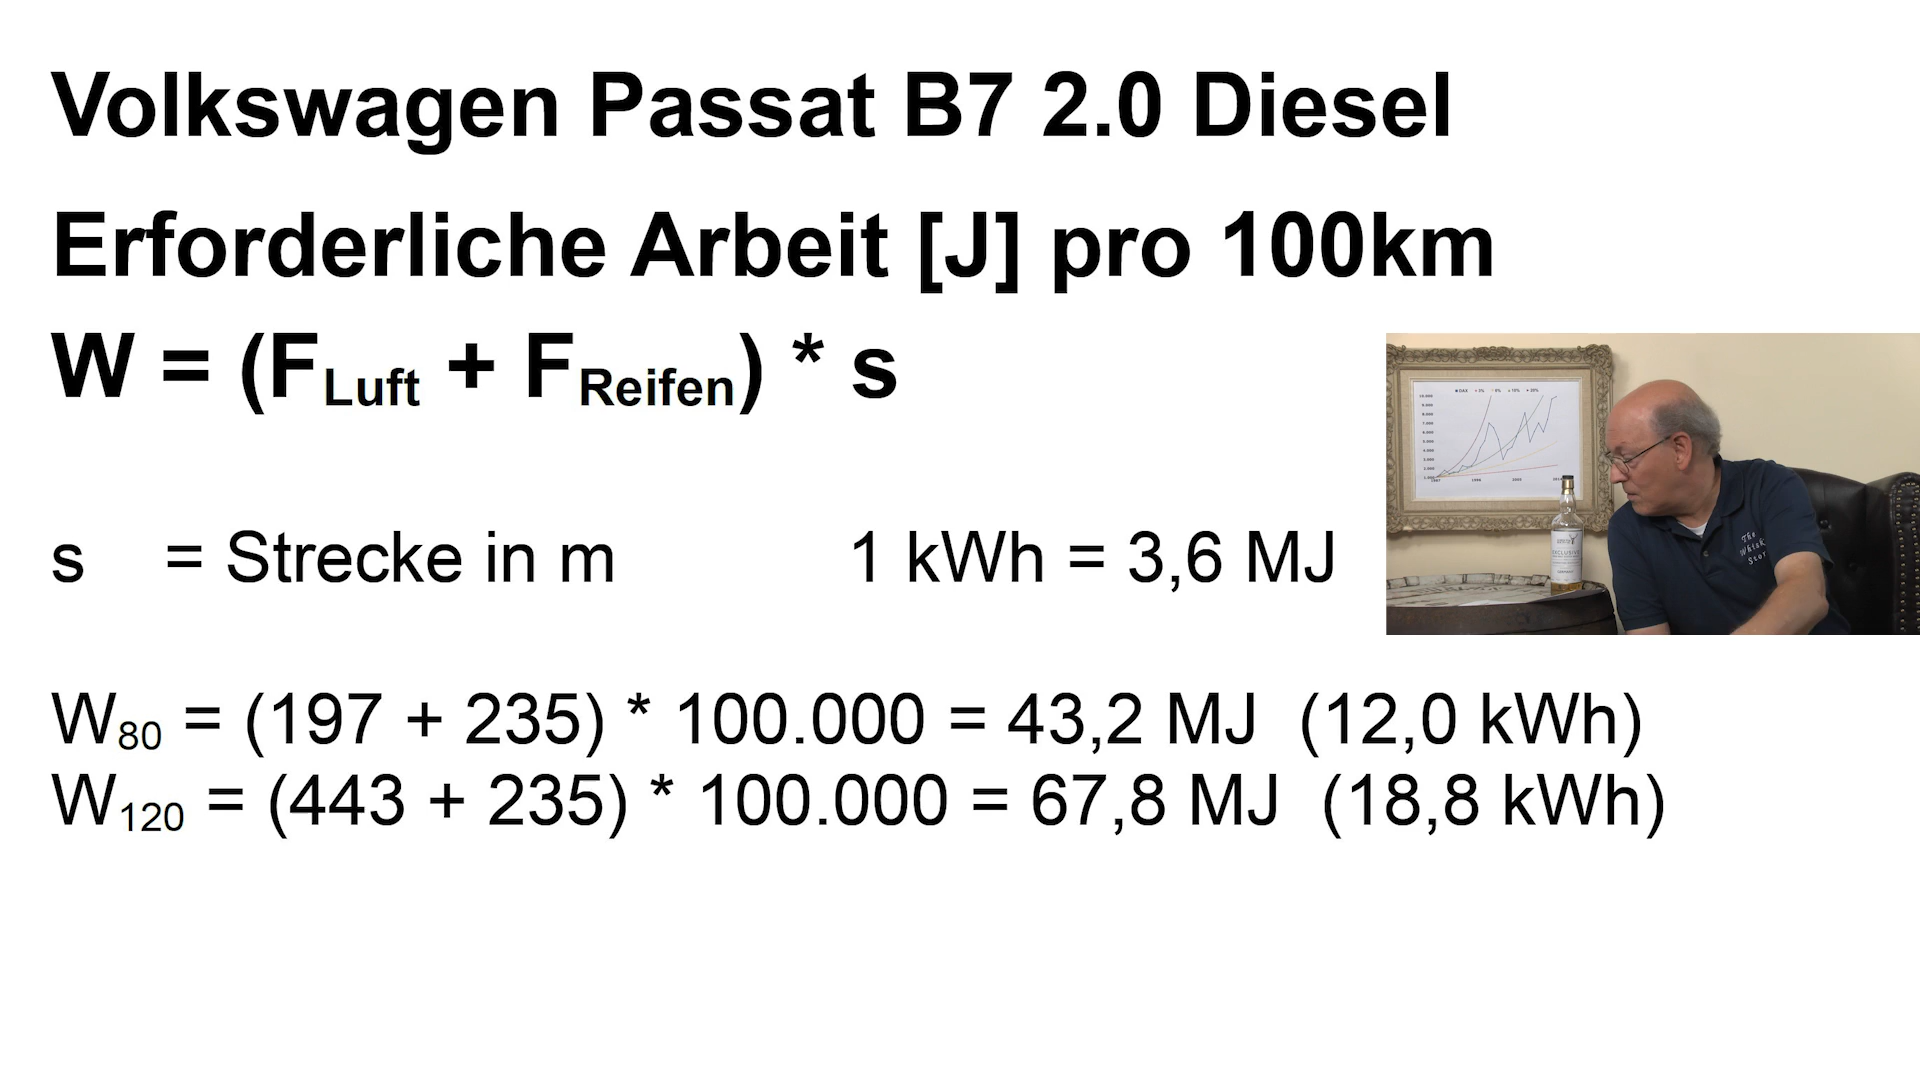 Volkswagen Passat B7 2.0 Diesel
Erforderliche Arbeit [J] pro 100km
W = (FLuft + FReifen) * s
s = Strecke in m 1 kWh = 3,6 MJ
W80 = (197 + 235) * 100.000 = 43,2 MJ (12,0 kWh)
W120 = (443 + 235) * 100.000 = 67,8 MJ (18,8 kWh)
EXCLUSIVE
The